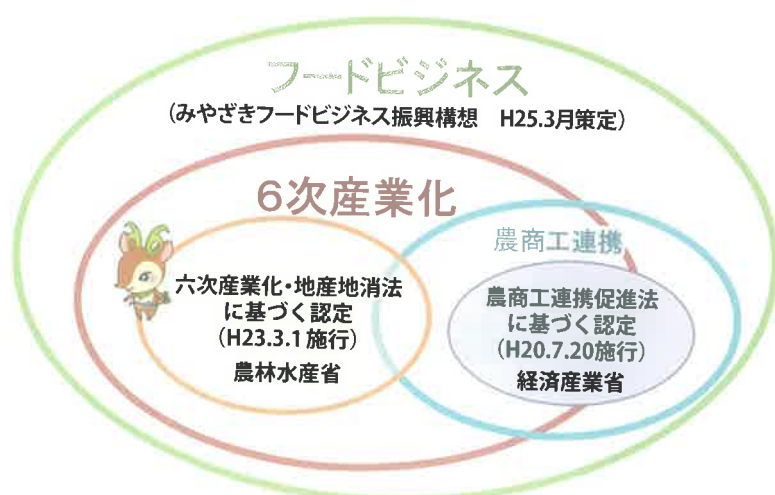 フードビジネス
(みやざきフードビジネス振興構想 H25.3月策定)
6次産業化
農商工連携
六次産業化・地産地消法
に基づく認定
(H23.3.1施行)
農林水産省
農商工連携促進法
に基づく認定
(H20.7.20施行)
経済産業省